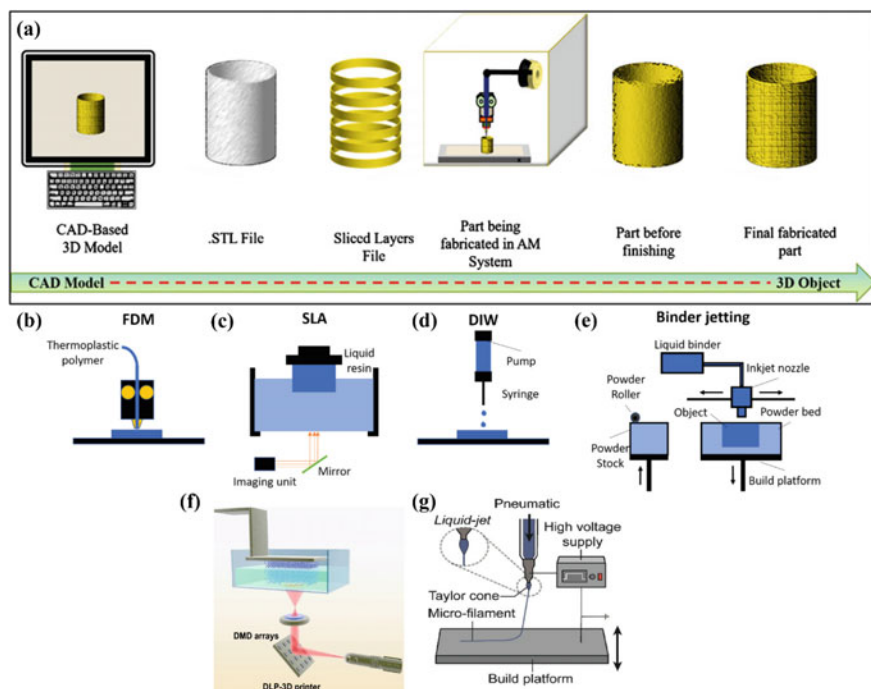 (a)
CAD-Based
3D Model
.STL File
Sliced Layers
File
Part being
fabricated in AM
System
Part before
finishing
Final fabricated
part
CAD Model
3D Object
(b)
FDM
Thermoplastic
polymer
(c)
SLA
Liquid
resin
Imaging unit
Mirror
(d)
DIW
Pump
Syringe
(e)
Binder jetting
Liquid binder
Inkjet nozzle
Powder
Roller
Object
Powder bed
Powder
Stock
Build platform
(f)
DMD arrays
DLP-3D printer
(g)
Pneumatic
Liquid-jet
High voltage
supply
Taylor cone
Micro-filament
Build platform